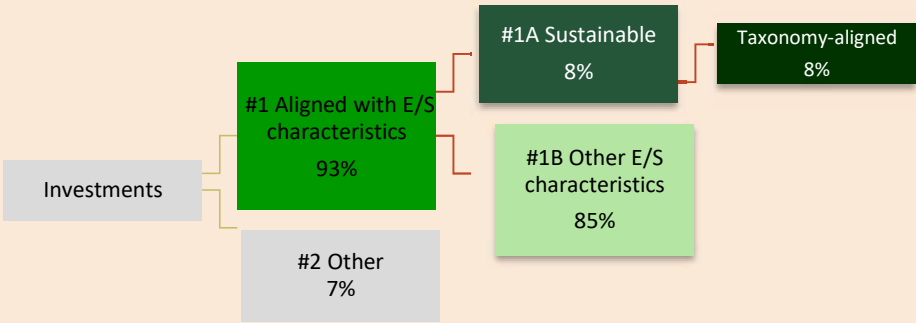 Investments
#1 Aligned with E/S
characteristics
93%
#2 Other
7%
#1A Sustainable
8%
#1B Other E/S
characteristics
85%
Taxonomy-aligned
8%